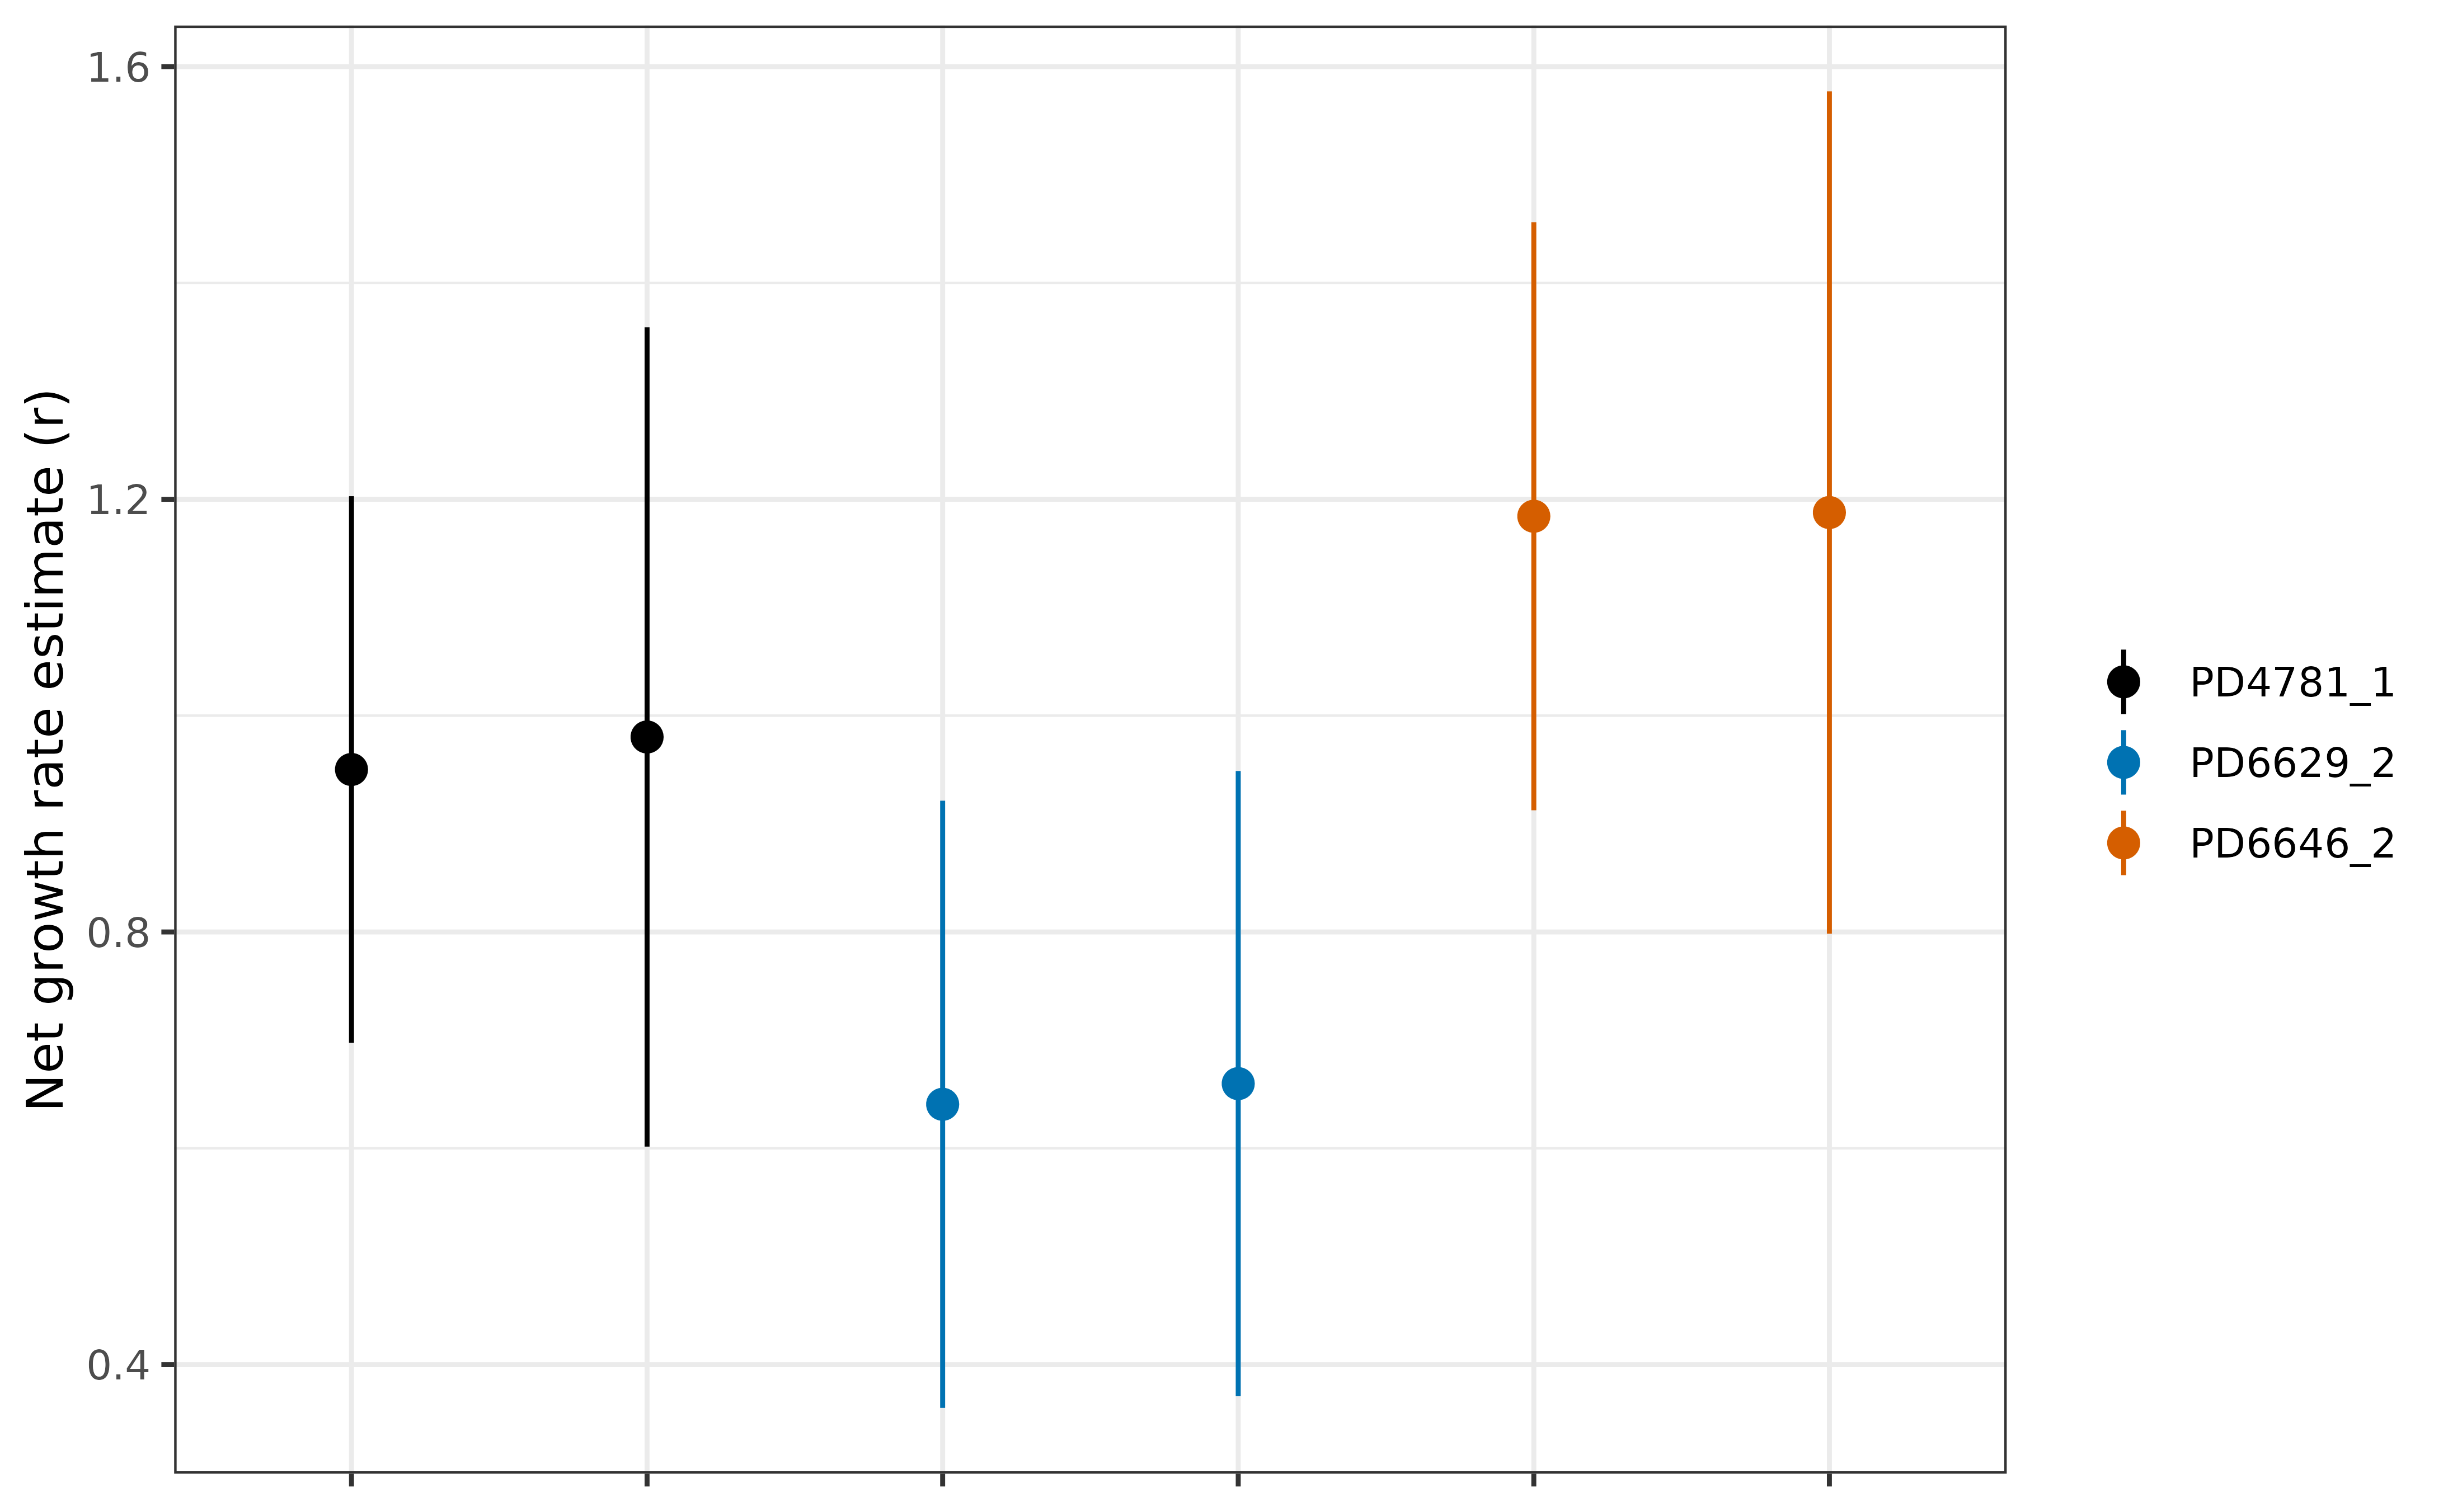 Net growth rate estimate (r)
1.6
1.2
0.8
0.4
PD4781_1
PD6629_2
PD6646_2